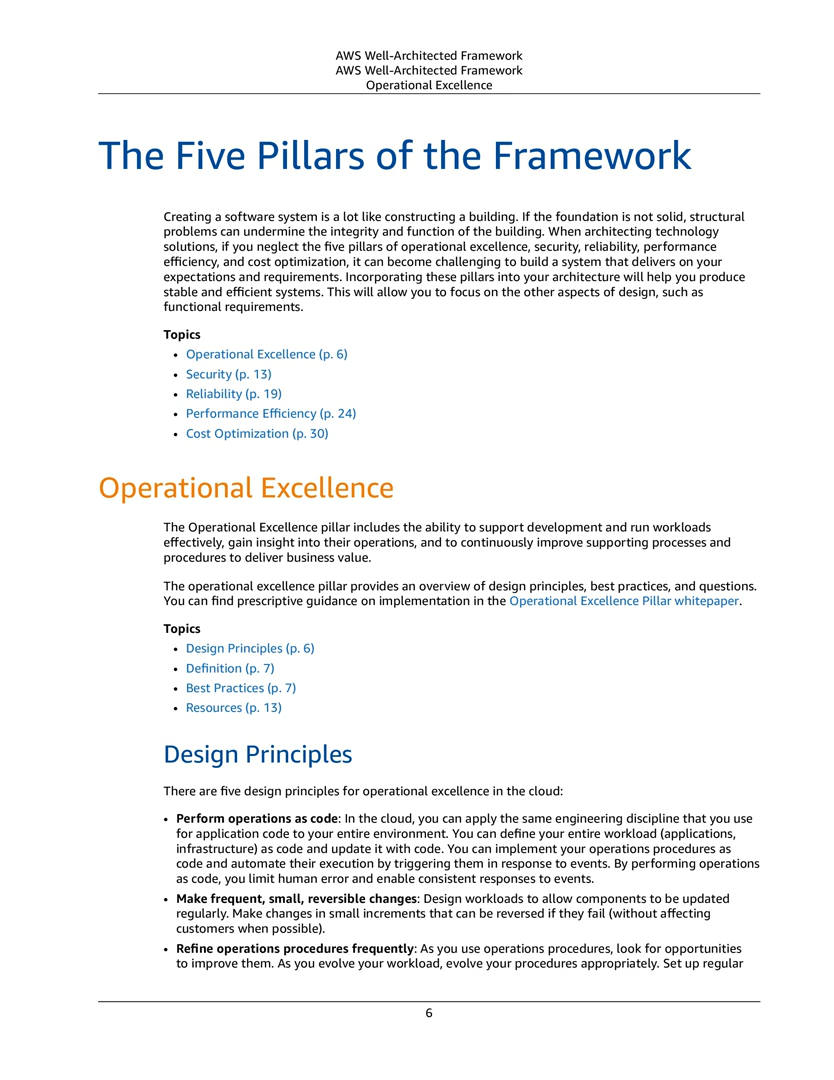 AWS Well-Architected Framework
AWS Well-Architected Framework
Operational Excellence
The Five Pillars of the Framework
Creating a software system is a lot like constructing a building. If the foundation is not solid, structural
problems can undermine the integrity and function of the building. When architecting technology
solutions, if you neglect the five pillars of operational excellence, security, reliability, performance
efficiency, and cost optimization, it can become challenging to build a system that delivers on your
expectations and requirements. Incorporating these pillars into your architecture will help you produce
stable and efficient systems. This will allow you to focus on the other aspects of design, such as
functional requirements.
Topics
• Operational Excellence (p. 6)
• Security (p. 13)
• Reliability (p. 19)
• Performance Efficiency (p. 24)
• Cost Optimization (p. 30)
Operational Excellence
The Operational Excellence pillar includes the ability to support development and run workloads
effectively, gain insight into their operations, and to continuously improve supporting processes and
procedures to deliver business value.
The operational excellence pillar provides an overview of design principles, best practices, and questions.
You can find prescriptive guidance on implementation in the Operational Excellence Pillar whitepaper.
Topics
• Design Principles (p. 6)
• Definition (p. 7)
• Best Practices (p. 7)
• Resources (p. 13)
Design Principles
There are five design principles for operational excellence in the cloud:
• Perform operations as code: In the cloud, you can apply the same engineering discipline that you use
for application code to your entire environment. You can define your entire workload (applications,
infrastructure) as code and update it with code. You can implement your operations procedures as
code and automate their execution by triggering them in response to events. By performing operations
as code, you limit human error and enable consistent responses to events.
• Make frequent, small, reversible changes: Design workloads to allow components to be updated
regularly. Make changes in small increments that can be reversed if they fail (without affecting
customers when possible).
• Refine operations procedures frequently: As you use operations procedures, look for opportunities
to improve them. As you evolve your workload, evolve your procedures appropriately. Set up regular
6